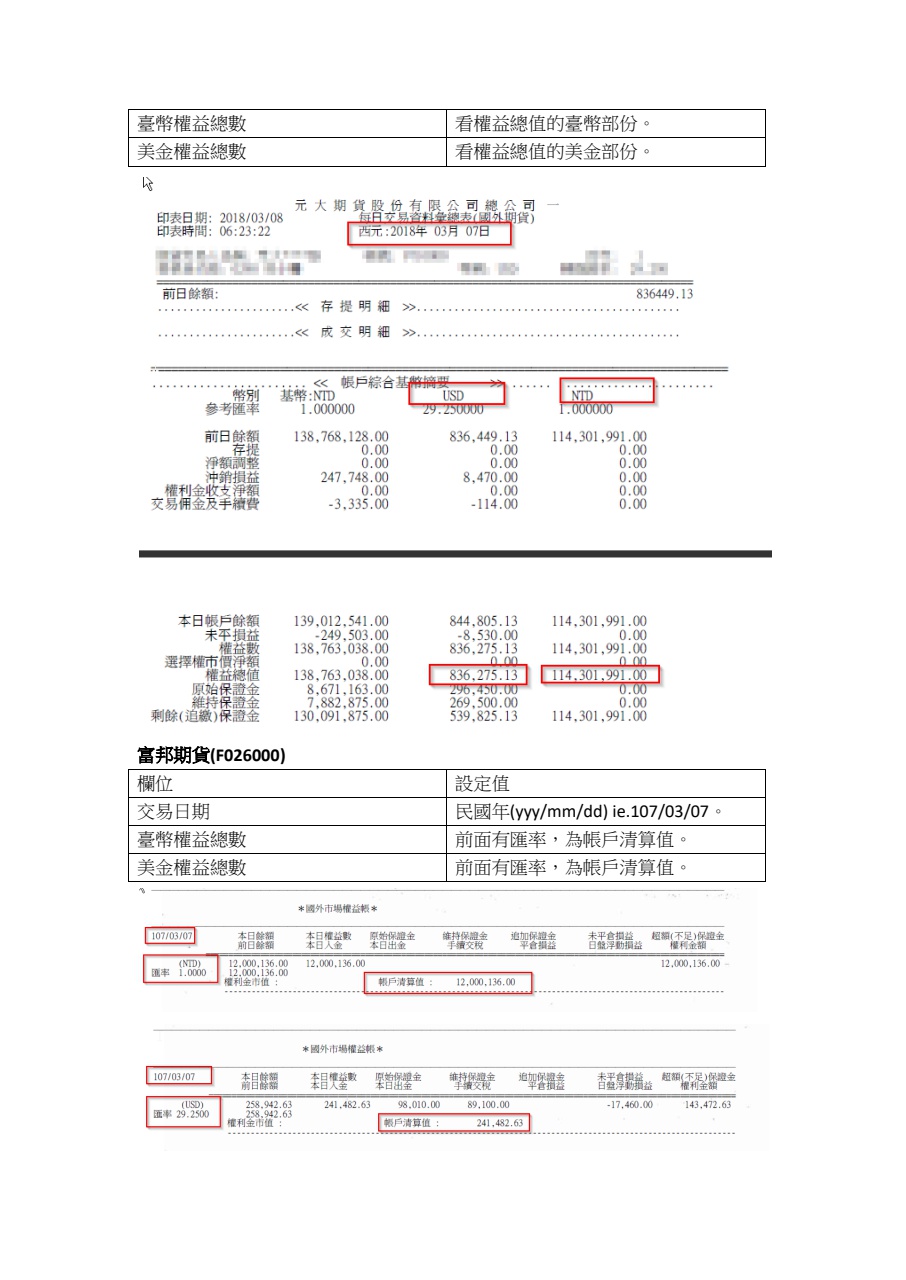 臺幣權益總數 看權益總值的臺幣部份。
美金權益總數 看權益總值的美金部份。
元大期貨股份有限公司總公司 一
印表日期: 2018/03/08 每日交易資料彙總表(國外期貨)
印表時間: 06:23:22 西元:2018年 03月 07日
前日餘額: 836449.13
......................<< 存 提 明 細 >>..........................................
......................<< 成 交 明 細 >>..........................................
........................ << 帳戶綜合基幣摘要 >> ...... ........................
幣別 基幣:NTD USD NTD
參考匯率 1.000000 29.250000 1.000000
前日餘額 138,768,128.00 836,449.13 114,301,991.00
存提 0.00 0.00 0.00
淨額調整 0.00 0.00 0.00
沖銷損益 247,748.00 8,470.00 0.00
權利金收支淨額 0.00 0.00 0.00
交易佣金及手續費 -3,335.00 -114.00 0.00
本日帳戶餘額 139,012,541.00 844,805.13 114,301,991.00
未平損益 -249,503.00 -8,530.00 0.00
權益數 138,763,038.00 836,275.13 114,301,991.00
選擇權市價淨額 0.00 0.00 0.00
權益總值 138,763,038.00 836,275.13 114,301,991.00
原始保證金 8,671,163.00 296,450.00 0.00
維持保證金 7,882,875.00 269,500.00 0.00
剩餘(追繳)保證金 130,091,875.00 539,825.13 114,301,991.00
富邦期貨(F026000)
欄位 設定值
交易日期 民國年(yyy/mm/dd) ie.107/03/07。
臺幣權益總數 前面有匯率，為帳戶清算值。
美金權益總數 前面有匯率，為帳戶清算值。
＊國外市場權益帳＊
107/03/07 本日餘額 本日權益數 原始保證金 維持保證金 追加保證金 未平倉損益 超額(不足)保證金
前日餘額 本日入金 本日出金 手續交稅 平倉損益 日盤浮動損益 權利金額
(NTD) 12,000,136.00 12,000,136.00 12,000,136.00
匯率 1.0000 12,000,136.00
權利金市值： 帳戶清算值： 12,000,136.00
＊國外市場權益帳＊
107/03/07 本日餘額 本日權益數 原始保證金 維持保證金 追加保證金 未平倉損益 超額(不足)保證金
前日餘額 本日入金 本日出金 手續交稅 平倉損益 日盤浮動損益 權利金額
(USD) 258,942.63 241,482.63 98,010.00 89,100.00 -17,460.00 143,472.63
匯率 29.2500 258,942.63
權利金市值： 帳戶清算值： 241,482.63